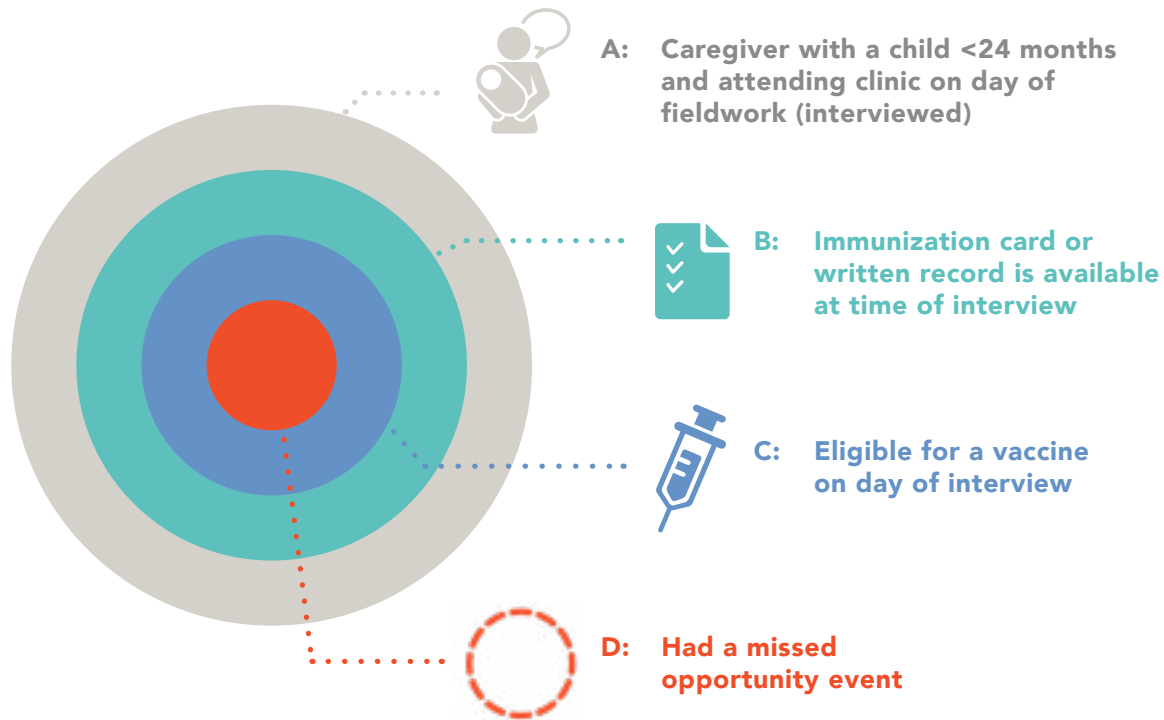 A: Caregiver with a child <24 months
and attending clinic on day of
fieldwork (interviewed)
B: Immunization card or
written record is available
at time of interview
C: Eligible for a vaccine
on day of interview
D: Had a missed
opportunity event